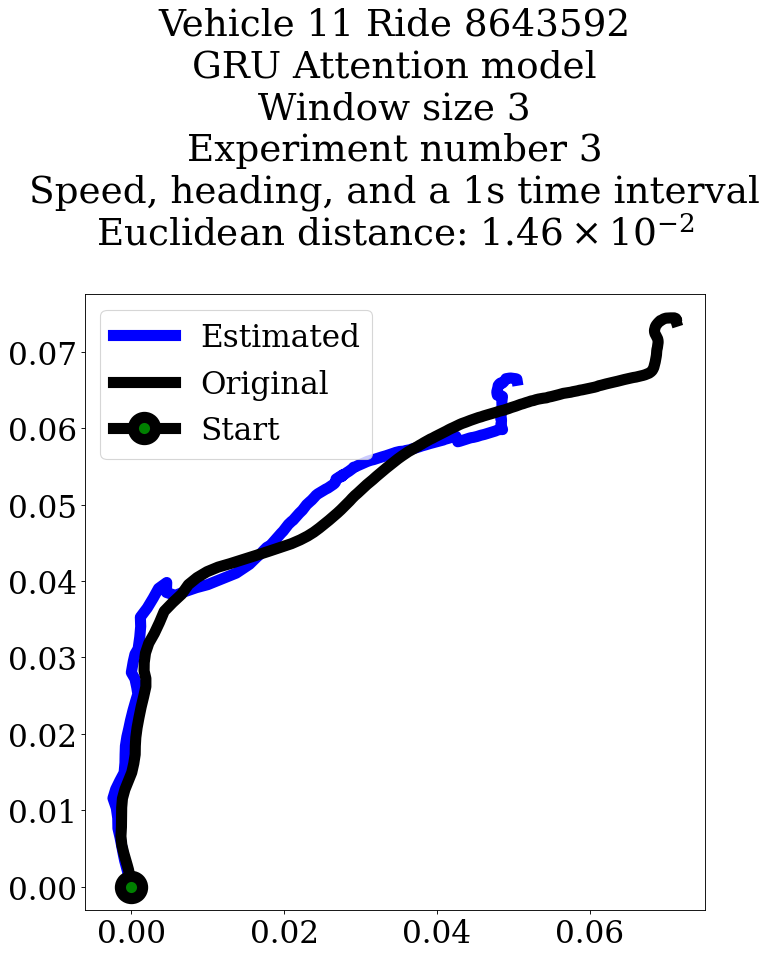 Vehicle 11 Ride 8643592
GRU Attention model
Window size 3
Experiment number 3
Speed, heading, and a 1s time interval
Euclidean distance: 1.46 × 10⁻²
Estimated
Original
Start
0.07
0.06
0.05
0.04
0.03
0.02
0.01
0.00
0.00 0.02 0.04 0.06